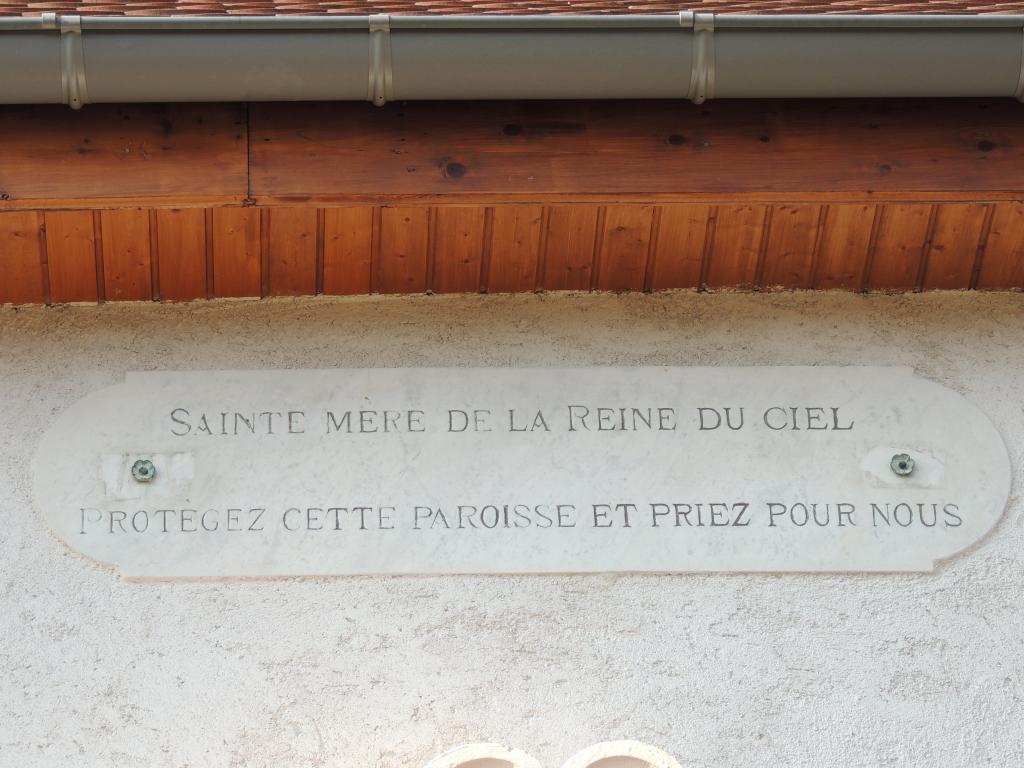 SAINTE MERE DE LA REINE DU CIEL
PROTEGEZ CETTE PAROISSE ET PRIEZ POUR NOUS